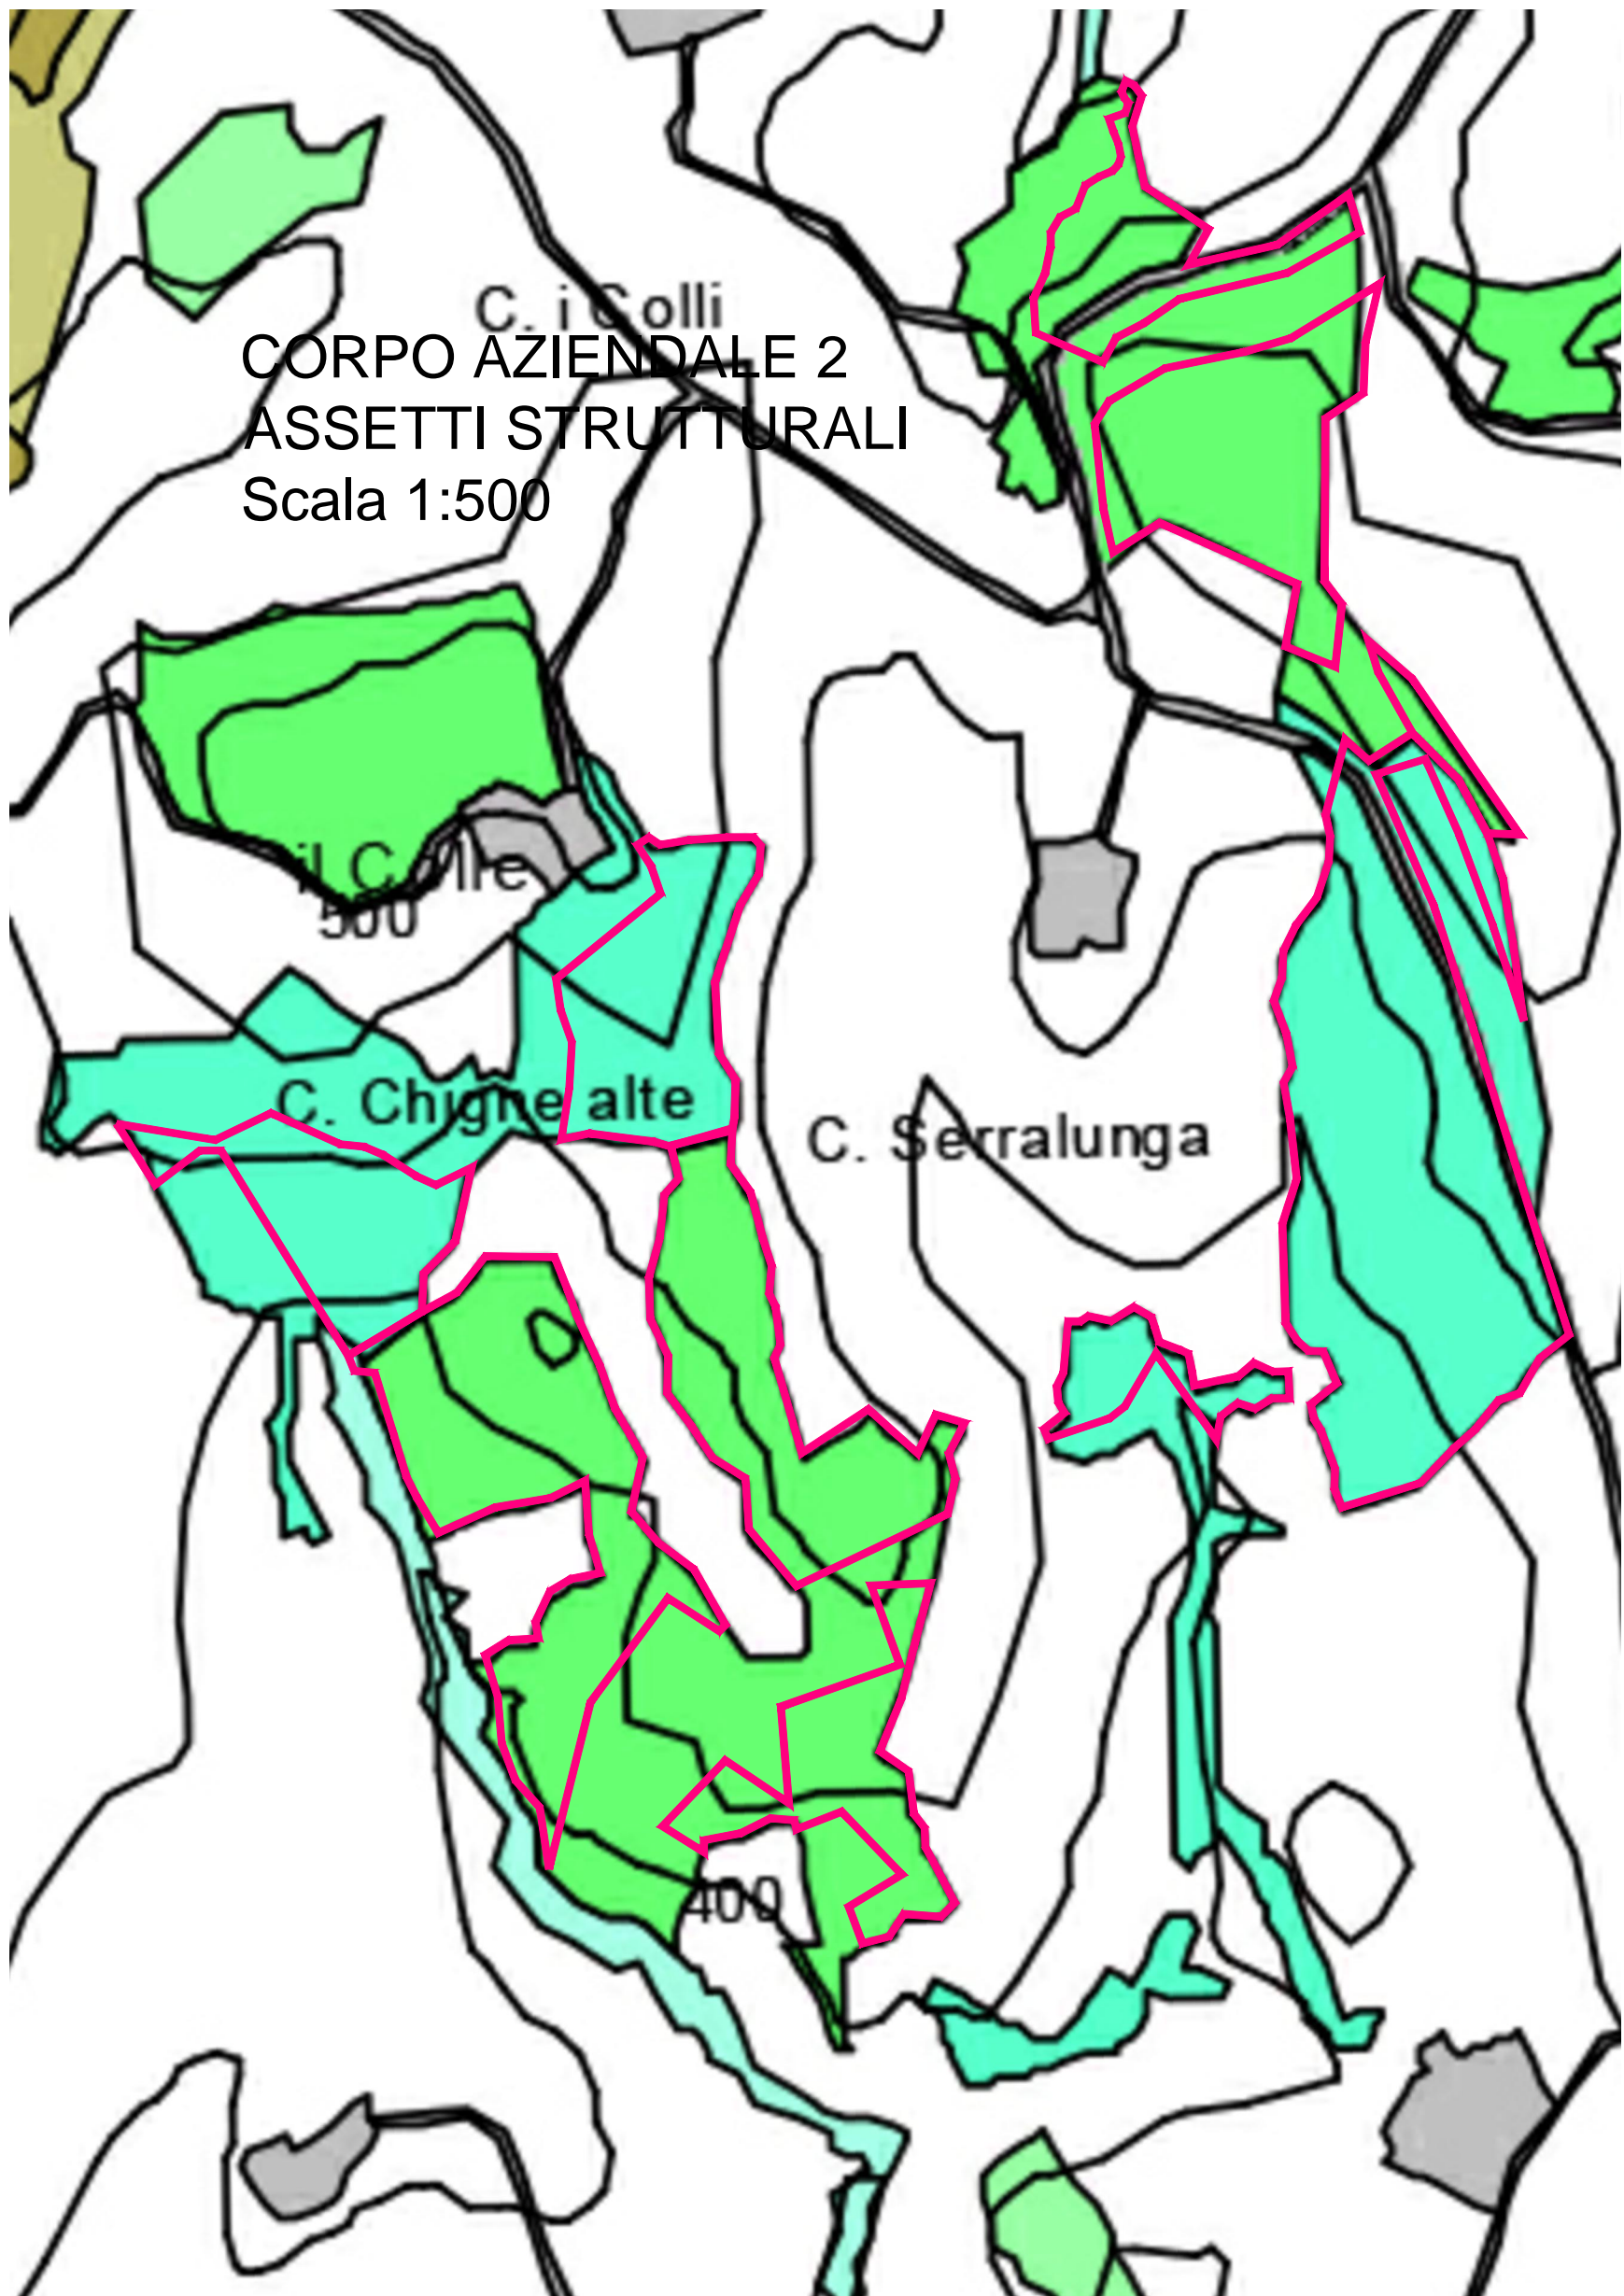 C. i Colli
CORPO AZIENDALE 2
ASSETTI STRUTTURALI
Scala 1:500
il Colle
500
C. Chigne alte
C. Serralunga
400